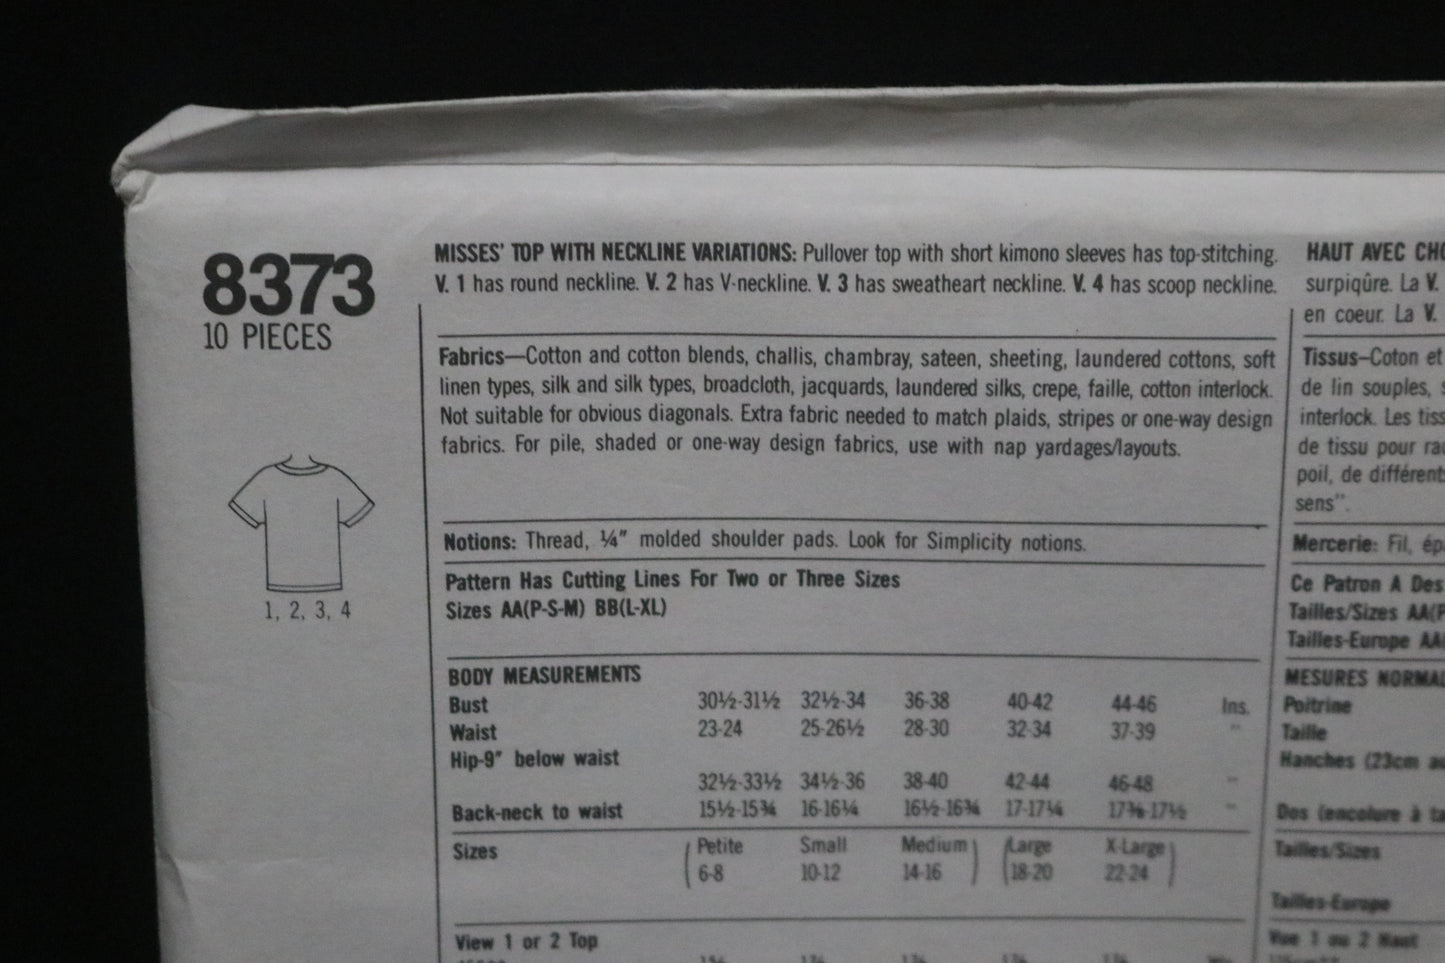 8373
10 PIECES
1, 2, 3, 4
MISSES' TOP WITH NECKLINE VARIATIONS: Pullover top with short kimono sleeves has top-stitching.
V. 1 has round neckline. V. 2 has V-neckline. V. 3 has sweatheart neckline. V. 4 has scoop neckline.
Fabrics—Cotton and cotton blends, challis, chambray, sateen, sheeting, laundered cottons, soft
linen types, silk and silk types, broadcloth, jacquards, laundered silks, crepe, faille, cotton interlock.
Not suitable for obvious diagonals. Extra fabric needed to match plaids, stripes or one-way design
fabrics. For pile, shaded or one-way design fabrics, use with nap yardages/layouts.
Notions: Thread, ¼" molded shoulder pads. Look for Simplicity notions.
Pattern Has Cutting Lines For Two or Three Sizes
Sizes AA(P-S-M) BB(L-XL)
BODY MEASUREMENTS
Bust 30½-31½ 32½-34 36-38 40-42 44-46 Ins.
Waist 23-24 25-26½ 28-30 32-34 37-39 "
Hip-9" below waist
32½-33½ 34½-36 38-40 42-44 46-48 "
Back-neck to waist 15½-15¾ 16-16¼ 16½-16¾ 17-17¼ 17⅜-17½ "
Sizes (Petite Small Medium) (Large X-Large)
6-8 10-12 14-16 18-20 22-24
View 1 or 2 Top
HAUT AVEC
surpiqûre. La V.
en coeur. La V.
Tissus–Coton et
de lin souples,
interlock. Les
de tissu pour
poil, de
sens".
Mercerie: Fil,
Ce Patron A Des
Tailles/Sizes
Tailles-Europe
MESURES
Poitrine
Taille
Hanches (23cm
Dos (encolure à
Tailles/Sizes
Tailles-Europe
Vue 1 ou 2 Haut